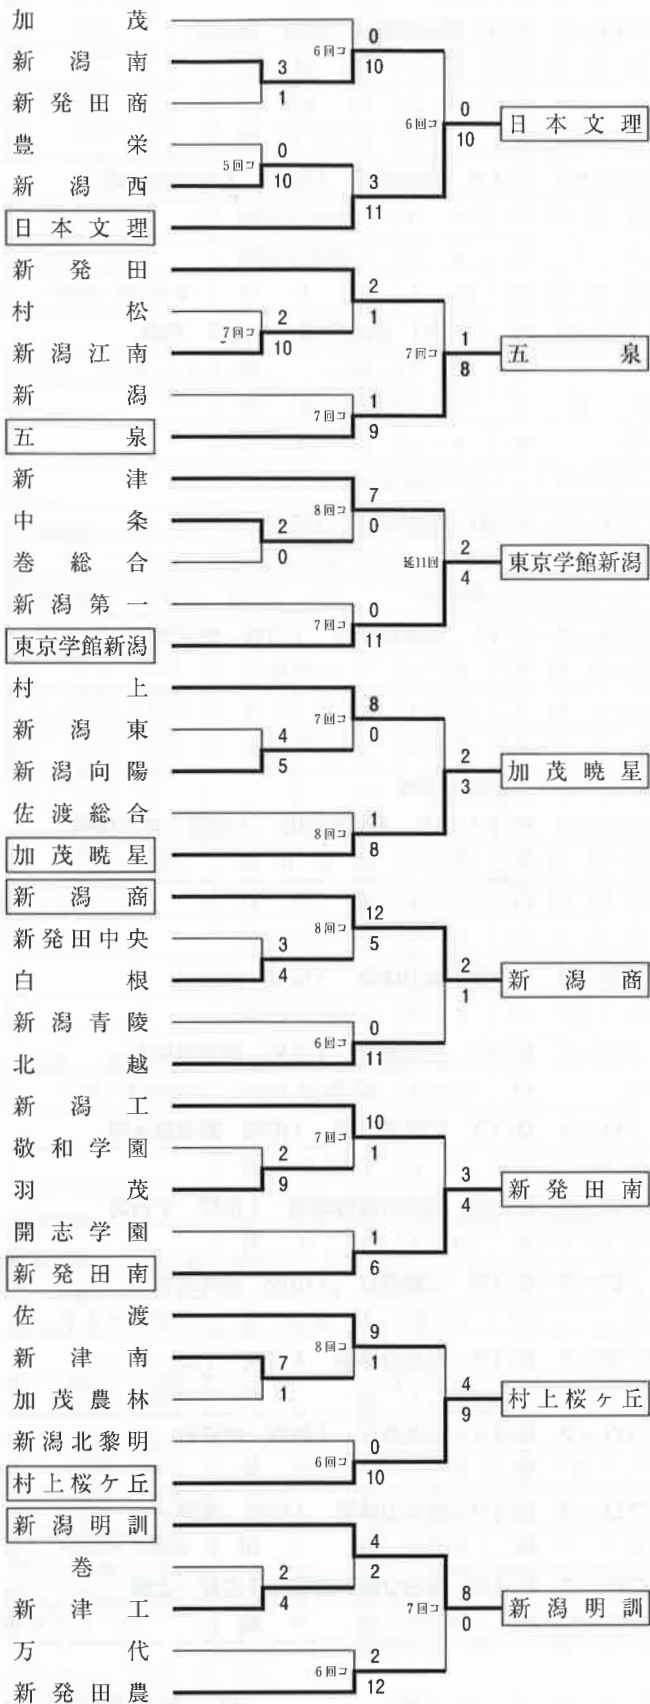 加茂
6回コ 0
新潟南
3 10
新発田商
1
0 日本文理
6回コ 10
豊栄
0
5回コ
新潟西
10 3
日本文理
11
新発田
2
村松
2 1
7回コ
新潟江南
10
1 五泉
7回コ 8
新潟
1
7回コ
五泉
9
新津
7
8回コ
中条
2 0
巻総合
0
2 東京学館新潟
延11回 4
新潟第一
0
7回コ
東京学館新潟
11
村上
8
7回コ
新潟東
4 0
新潟向陽
5
2 加茂暁星
3
佐渡総合
1
8回コ
加茂暁星
8
新潟商
12
8回コ
新発田中央
3 5
白根
4
2 新潟商
1
新潟青陵
0
6回コ
北越
11
新潟工
10
7回コ
敬和学園
2 1
羽茂
9
3 新発田南
4
開志学園
1
新発田南
6
佐渡
9
8回コ
新津南
7 1
加茂農林
1
4 村上桜ヶ丘
9
新潟北黎明
0
6回コ
村上桜ケ丘
10
新潟明訓
4
巻
2 2
新津工
4
8 新潟明訓
7回コ 0
万代
2
6回コ
新発田農
12